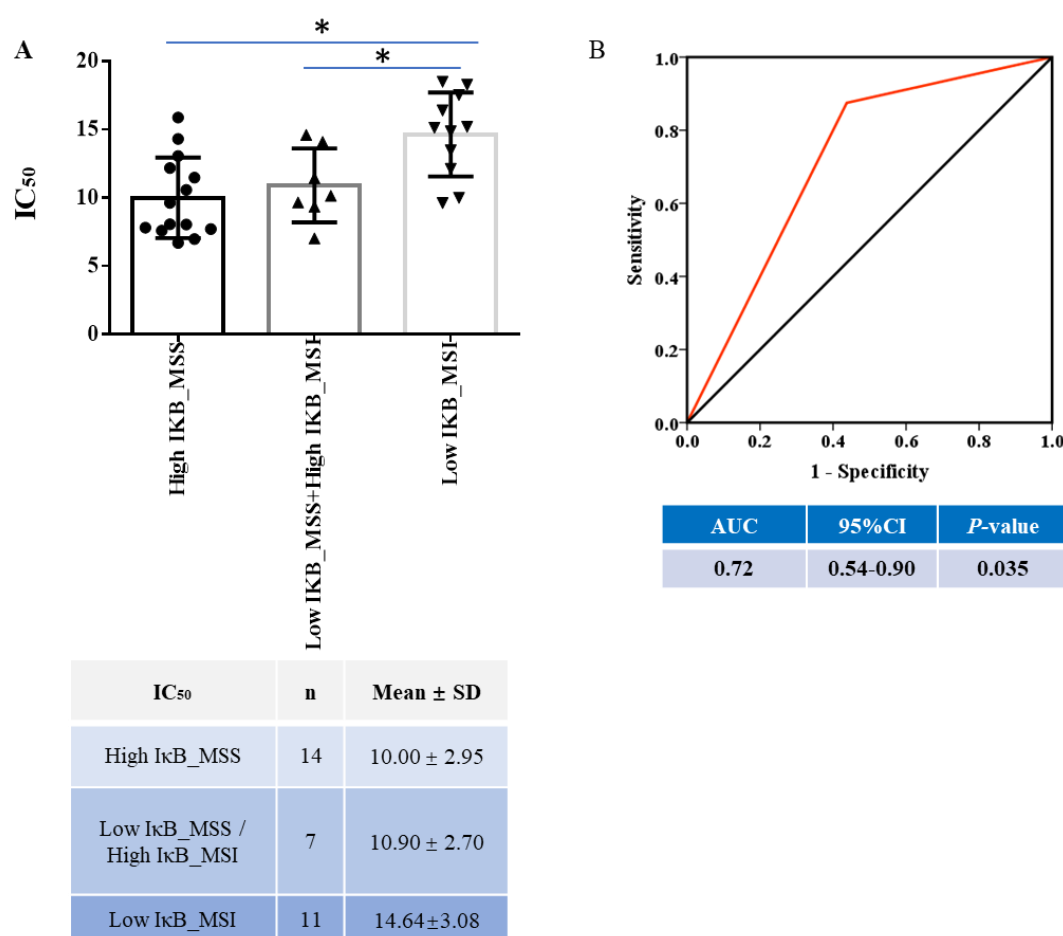 A
*
*
20
15
10
5
0
IC50
High IKB_MSS
Low IKB_MSS+High IKB_MSI
Low IKB_MSI
IC50 n Mean ± SD
High IκB_MSS 14 10.00 ± 2.95
Low IκB_MSS /
High IκB_MSI 7 10.90 ± 2.70
Low IκB_MSI 11 14.64±3.08
B
1.0
0.8
0.6
0.4
0.2
0.0
Sensitivity
0.0 0.2 0.4 0.6 0.8 1.0
1 - Specificity
AUC 95%CI P-value
0.72 0.54-0.90 0.035